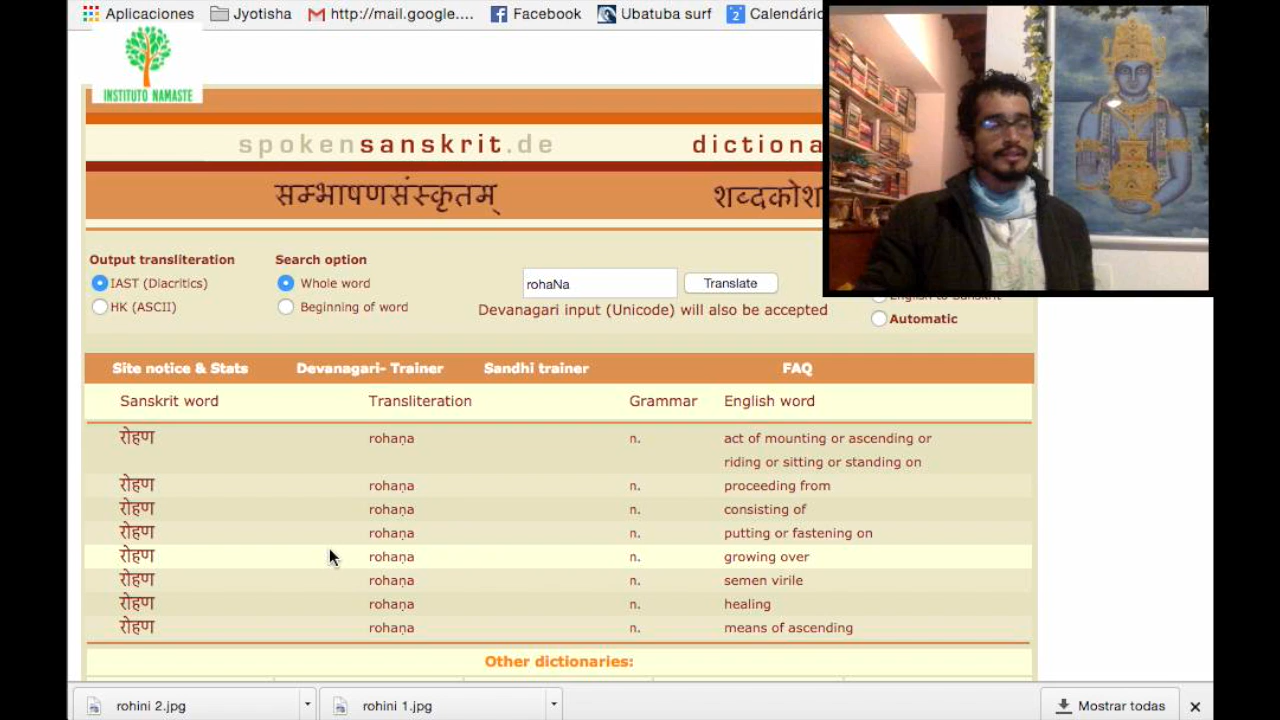 Aplicaciones Jyotisha http://mail.google.... Facebook Ubatuba surf 2 Calendário
INSTITUTO NAMASTE
spokensanskrit.de dictiona
सम्भाषणसंस्कृतम् शब्दकोश
Output transliteration Search option
IAST (Diacritics) Whole word rohaNa Translate
HK (ASCII) Beginning of word Devanagari input (Unicode) will also be accepted English to Sanskrit
Automatic
Site notice & Stats Devanagari- Trainer Sandhi trainer FAQ
Sanskrit word Transliteration Grammar English word
रोहण rohaṇa n. act of mounting or ascending or
riding or sitting or standing on
रोहण rohaṇa n. proceeding from
रोहण rohaṇa n. consisting of
रोहण rohaṇa n. putting or fastening on
रोहण rohaṇa n. growing over
रोहण rohaṇa n. semen virile
रोहण rohaṇa n. healing
रोहण rohaṇa n. means of ascending
Other dictionaries:
rohini 2.jpg rohini 1.jpg Mostrar todas